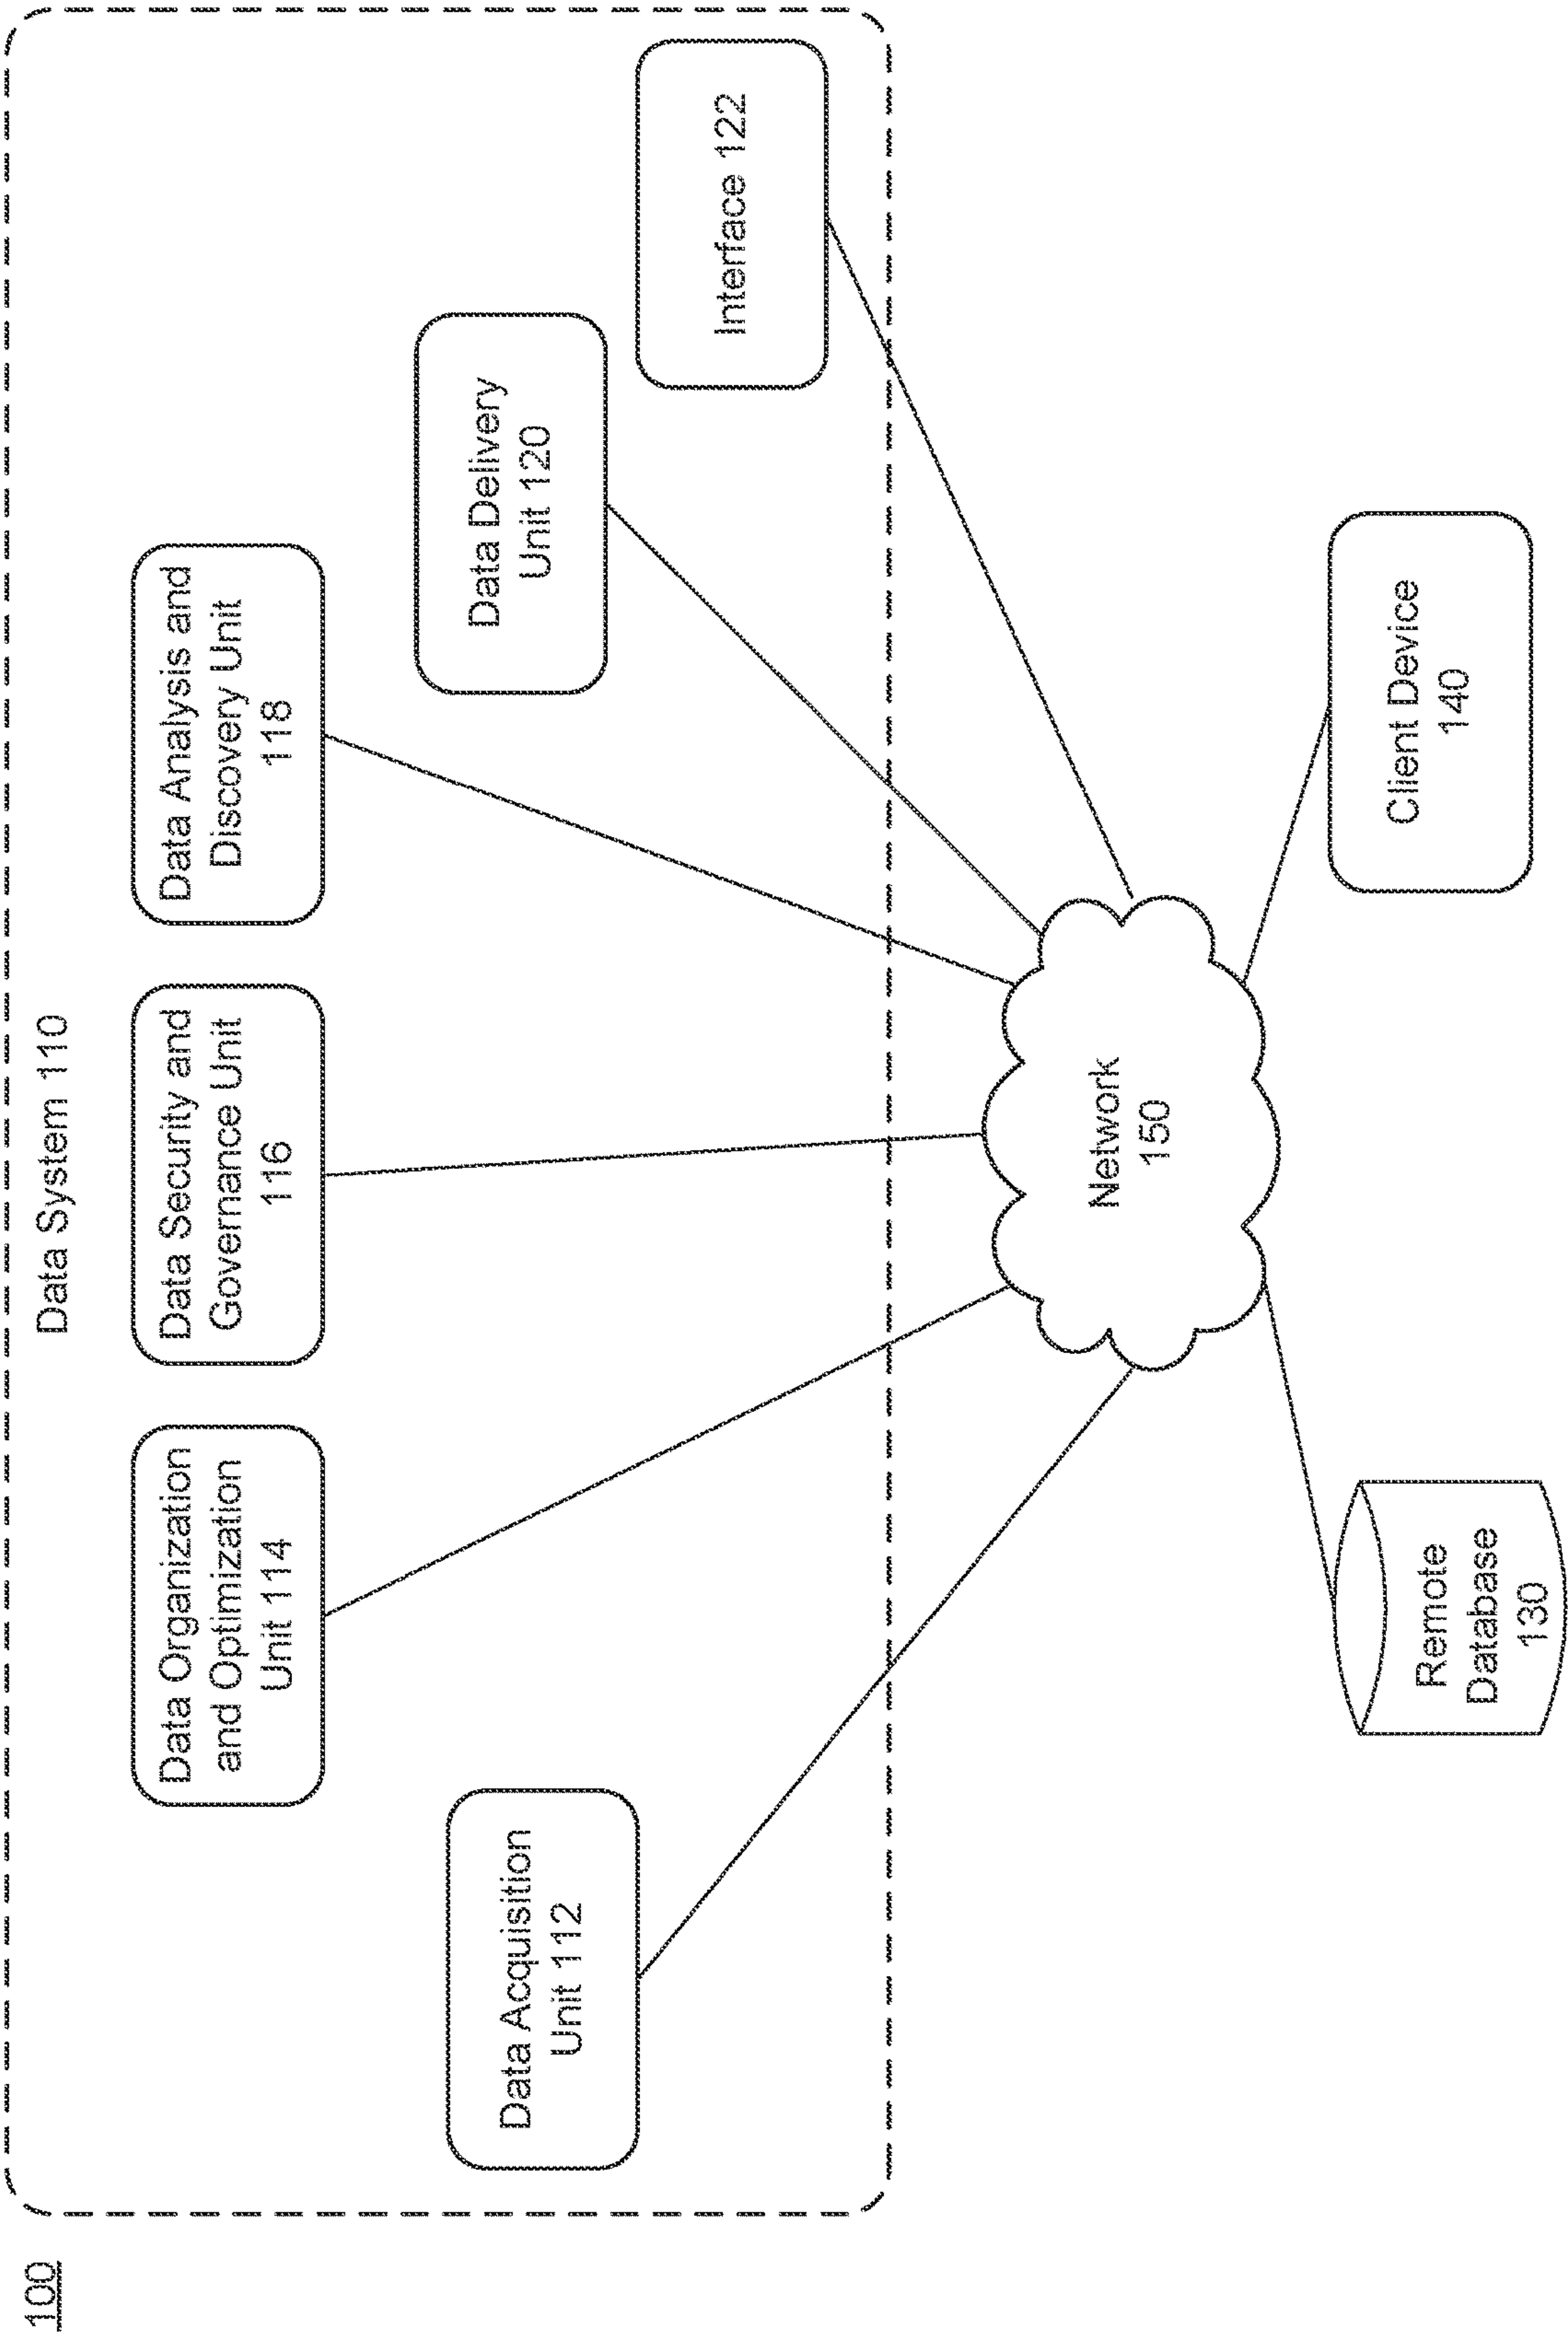 100
Data System 110
Data Acquisition
Unit 112
Data Organization
and Optimization
Unit 114
Data Security and
Governance Unit
116
Data Analysis and
Discovery Unit
118
Data Delivery
Unit 120
Interface 122
Network
150
Remote
Database
130
Client Device
140